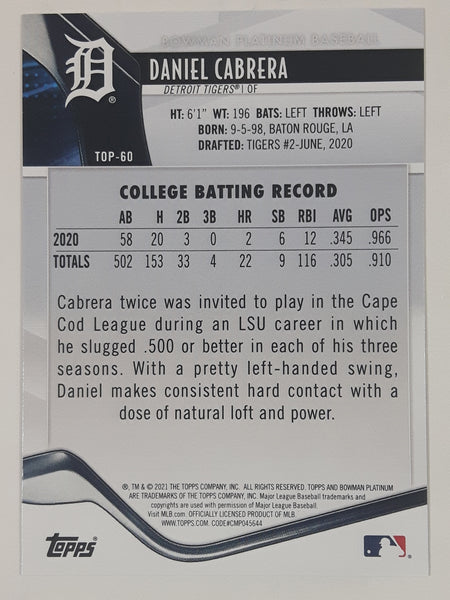 BOWMAN PLATINUM BASEBALL
DANIEL CABRERA
DETROIT TIGERS® | OF
HT: 6'1" WT: 196 BATS: LEFT THROWS: LEFT
BORN: 9-5-98, BATON ROUGE, LA
DRAFTED: TIGERS #2-JUNE, 2020
TOP-60
COLLEGE BATTING RECORD
AB H 2B 3B HR SB RBI AVG OPS
2020 58 20 3 0 2 6 12 .345 .966
TOTALS 502 153 33 4 22 9 116 .305 .910
Cabrera twice was invited to play in the Cape
Cod League during an LSU career in which
he slugged .500 or better in each of his three
seasons. With a pretty left-handed swing,
Daniel makes consistent hard contact with a
dose of natural loft and power.
®, TM & © 2021 THE TOPPS COMPANY, INC. ALL RIGHTS RESERVED. TOPPS AND BOWMAN PLATINUM
ARE TRADEMARKS OF THE TOPPS COMPANY, INC. Major League Baseball trademarks and
copyrights are used with permission of Major League Baseball.
Visit MLB.com. OFFICIALLY LICENSED PRODUCT OF MLB.
WWW.TOPPS.COM. CODE#CMP045644
TOPPS